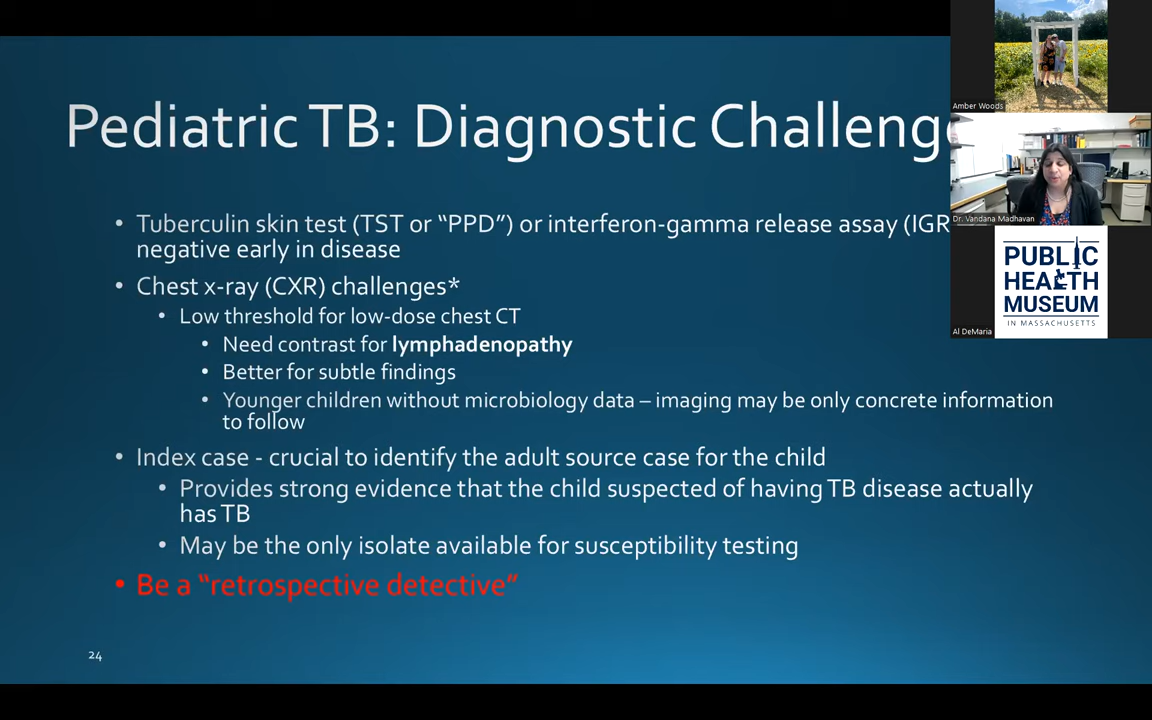 Pediatric TB: Diagnostic Challeng
• Tuberculin skin test (TST or “PPD”) or interferon-gamma release assay (IGR
negative early in disease
• Chest x-ray (CXR) challenges*
• Low threshold for low-dose chest CT
• Need contrast for lymphadenopathy
• Better for subtle findings
• Younger children without microbiology data – imaging may be only concrete information
to follow
• Index case - crucial to identify the adult source case for the child
• Provides strong evidence that the child suspected of having TB disease actually
has TB
• May be the only isolate available for susceptibility testing
• Be a “retrospective detective”
24
Amber Woods
Dr. Vandana Madhavan
PUBLIC
HEALTH
MUSEUM
IN MASSACHUSETTS
Al DeMaria